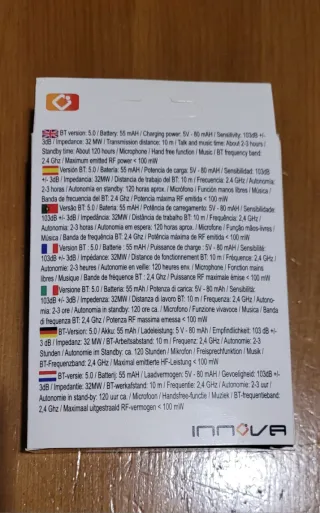 BT version: 5.0 / Battery: 55 mAH / Charging power: 5V - 80 mAH / Sensitivity: 103dB +/-
3dB / Impedance: 32 MW / Transmission distance: 10 m / Talk and music time: About 2-3 hours /
Standby time: About 120 hours / Microphone / Hand free function / Music / BT frequency band:
2,4 Ghz / Maximum emitted RF power < 100 mW
Versión BT: 5.0 / Batería: 55 mAH / Potencia de carga: 5V - 80 mAH / Sensibilidad: 103dB
+/- 3dB / Impedancia: 32MW / Distancia de trabajo del BT: 10 m / Frecuencia: 2,4 GHz / Autonomía:
2-3 horas / Autonomía en standby: 120 horas aprox. / Micrófono / Función manos libres / Música /
Banda de frecuencia del BT: 2,4 Ghz / Potencia máxima de RF emitida < 100 mW
Versão BT: 5.0 / Bateria: 55 mAH / Potência de carregamento: 5V - 80 mAH / Sensibilidade:
103dB +/- 3dB / Impedância: 32MW / Distância de trabalho BT: 10 m / Frequência: 2,4 GHz /
Autonomia: 2-3 horas / Autonomia em espera: 120 horas aprox. / Microfone / Função mãos-livres /
Música / Banda de frequência BT: 2,4 Ghz / Potência máxima de RF emitida < 100 mW
Version BT : 5.0 / Batterie : 55 mAH / Puissance de charge : 5V - 80 mAH / Sensibilité:
103dB +/- 3dB / Impédance: 32MW / Distance de fonctionnement BT: 10 m / Fréquence: 2,4 GHz /
Autonomie: 2-3 heures / Autonomie en veille: 120 heures env. / Microphone / Fonction mains
libres / Musique / Bande de fréquence BT: 2,4 Ghz / Puissance RF maximale émise < 100 mW
Versione BT: 5.0 / Batteria: 55 mAH / Potenza di carica: 5V - 80 mAH / Sensibilità:
103dB +/- 3dB / Impedenza: 32MW / Distanza di lavoro BT: 10 m / Frequenza: 2,4 GHz / Autono-
mia: 2-3 ore / Autonomia in standby: 120 ore ca. / Microfono / Funzione vivavoce / Musica / Banda
di frequenza BT: 2,4 Ghz / Potenza RF massima emessa < 100 mW
BT-Version: 5.0 / Akku: 55 mAH / Ladeleistung: 5 V - 80 mAH / Empfindlichkeit: 103 dB +/-
3 dB / Impedanz: 32 MW / BT-Arbeitsabstand: 10 m / Frequenz: 2,4 GHz / Autonomie: 2-3
Stunden / Autonomie im Standby: ca. 120 Stunden / Mikrofon / Freisprechfunktion / Musik /
BT-Frequenzband: 2,4 GHz / Maximal emittierte HF-Leistung < 100 mW
BT-versie: 5.0 / Batterij: 55 mAH / Laadvermogen: 5V - 80 mAH / Gevoeligheid: 103dB
+/- 3dB / Impedantie: 32MW / BT-werkafstand: 10 m / Frequentie: 2,4 GHz / Autonomie: 2-3 uur /
Autonomie in stand-by: 120 uur ca. / Microfoon / Handsfree-functie / Muziek / BT-frequentieband:
2,4 Ghz / Maximaal uitgestraald RF-vermogen < 100 mW
innova